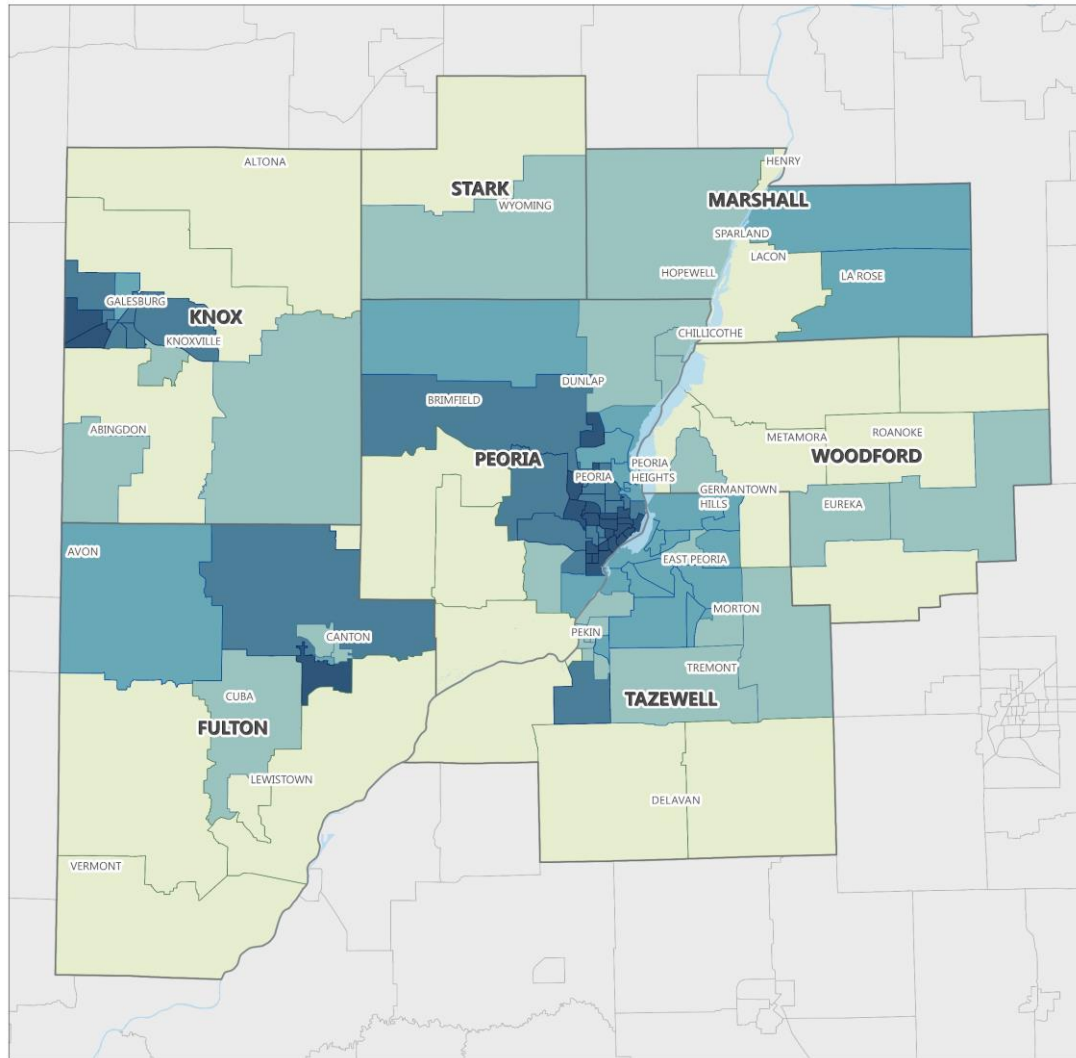 ALTONA
HENRY
STARK
WYOMING
MARSHALL
SPARLAND
LACON
HOPEWELL
LA ROSE
GALESBURG
KNOX
KNOXVILLE
CHILLICOTHE
DUNLAP
BRIMFIELD
ABINGDON
METAMORA
ROANOKE
PEORIA
WOODFORD
PEORIA
PEORIA
HEIGHTS
GERMANTOWN
HILLS
EUREKA
AVON
EAST PEORIA
MORTON
CANTON
PEKIN
TREMONT
CUBA
TAZEWELL
FULTON
LEWISTOWN
DELAVAN
VERMONT